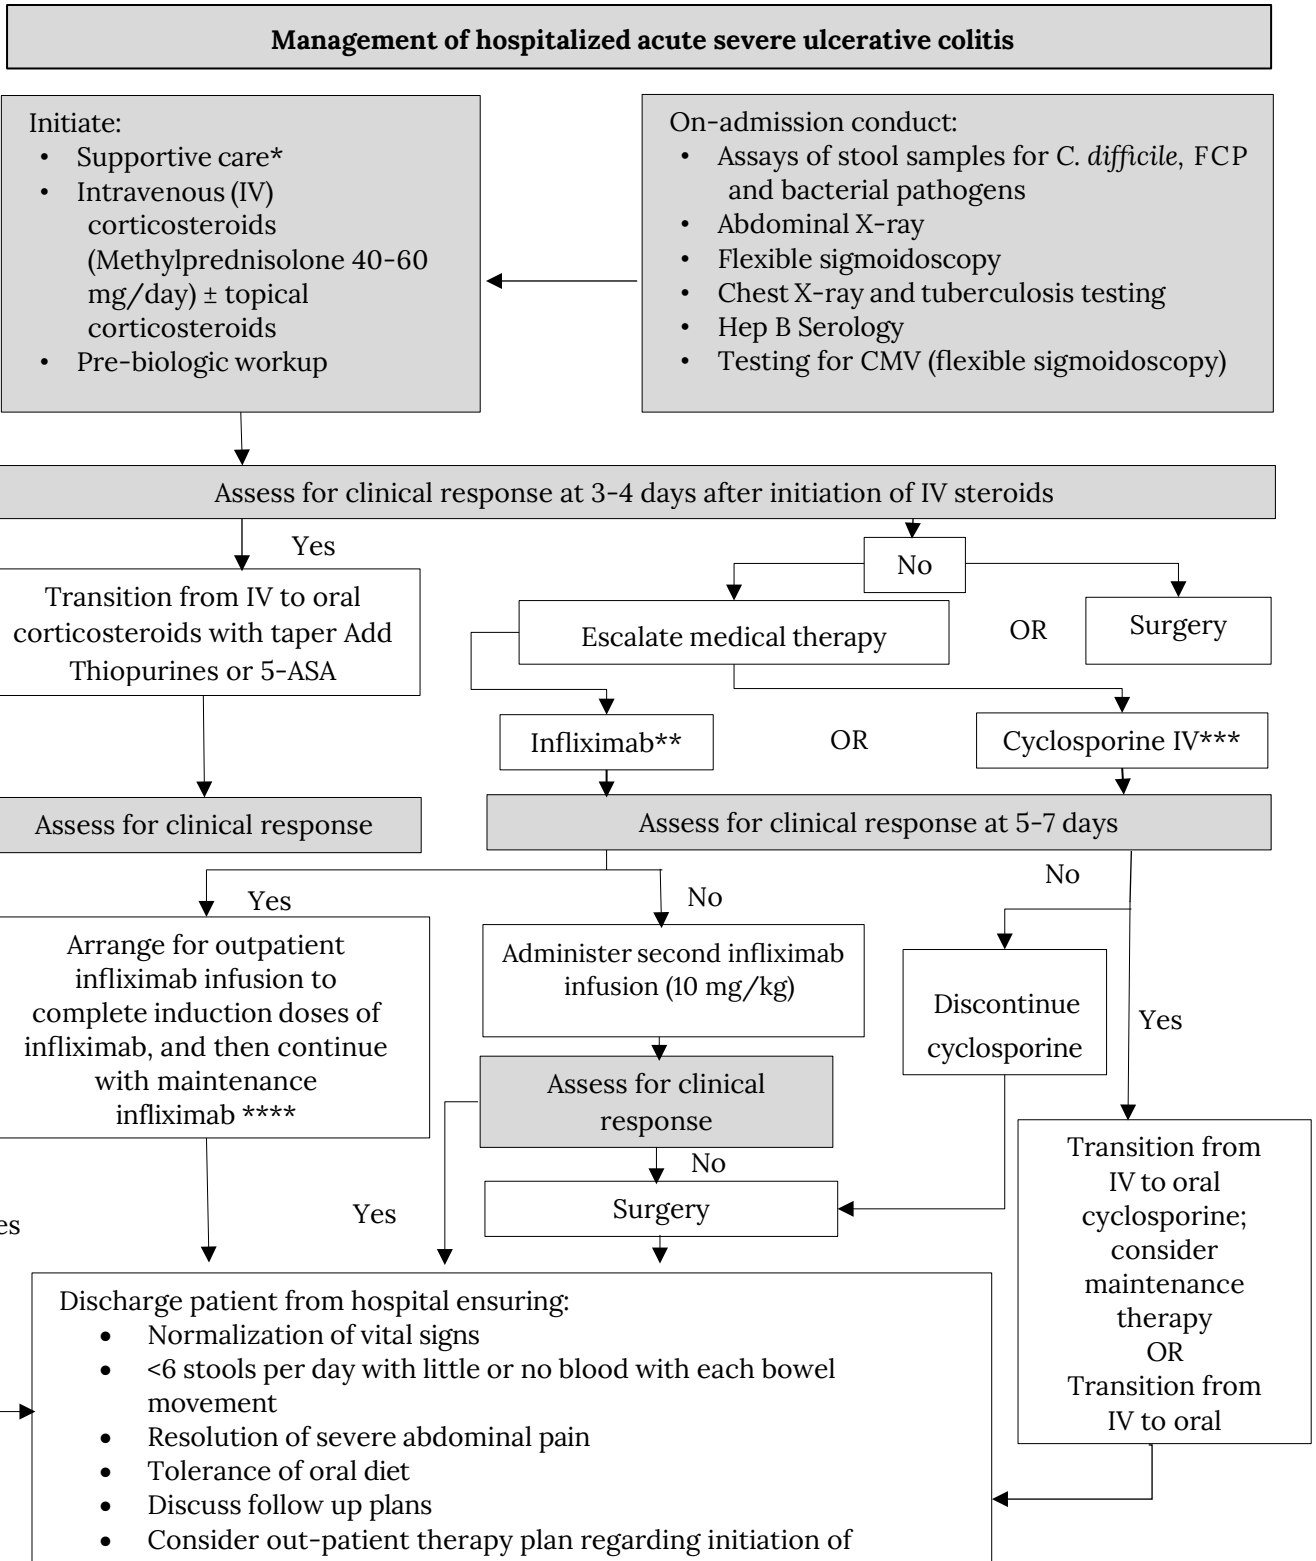 Management of hospitalized acute severe ulcerative colitis
Initiate:
• Supportive care*
• Intravenous (IV)
corticosteroids
(Methylprednisolone 40-60
mg/day) ± topical
corticosteroids
• Pre-biologic workup
On-admission conduct:
• Assays of stool samples for C. difficile, FCP
and bacterial pathogens
• Abdominal X-ray
• Flexible sigmoidoscopy
• Chest X-ray and tuberculosis testing
• Hep B Serology
• Testing for CMV (flexible sigmoidoscopy)
Assess for clinical response at 3-4 days after initiation of IV steroids
Yes
No
Transition from IV to oral
corticosteroids with taper Add
Thiopurines or 5-ASA
Escalate medical therapy
OR
Surgery
Infliximab**
OR
Cyclosporine IV***
Assess for clinical response
Assess for clinical response at 5-7 days
Yes
No
No
Arrange for outpatient
infliximab infusion to
complete induction doses of
infliximab, and then continue
with maintenance
infliximab ****
Administer second infliximab
infusion (10 mg/kg)
Discontinue
cyclosporine
Yes
Assess for clinical
response
No
Yes
Surgery
es
Transition from
IV to oral
cyclosporine;
consider
maintenance
therapy
OR
Transition from
IV to oral
Discharge patient from hospital ensuring:
• Normalization of vital signs
• <6 stools per day with little or no blood with each bowel
movement
• Resolution of severe abdominal pain
• Tolerance of oral diet
• Discuss follow up plans
• Consider out-patient therapy plan regarding initiation of